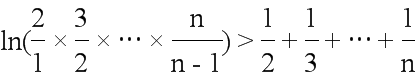 ln(2/1 × 3/2 × ⋯ × n/(n - 1)) > 1/2 + 1/3 + ⋯ + 1/n